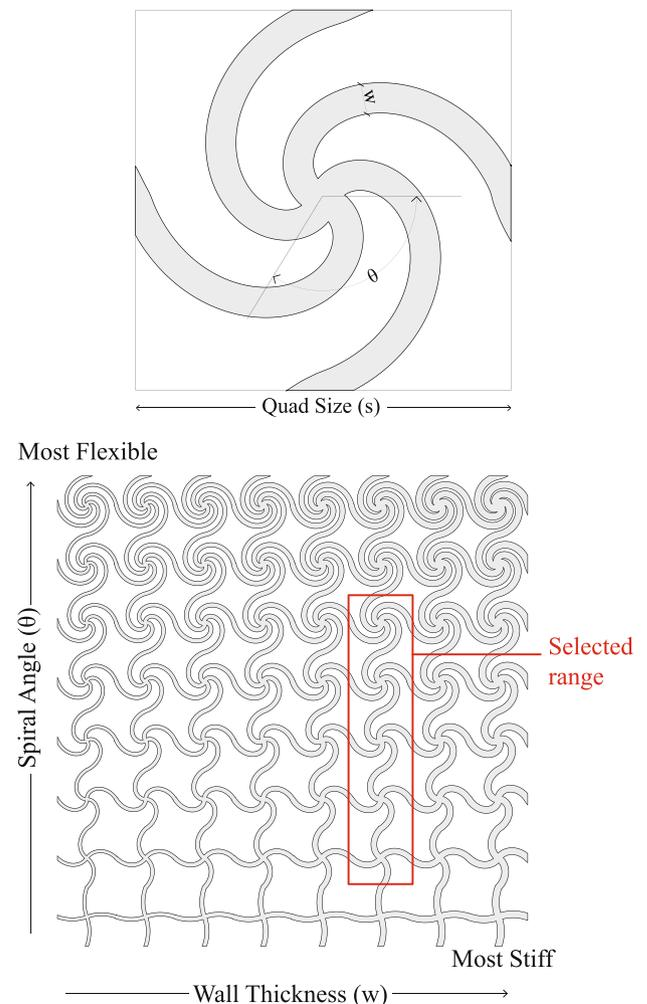 w
θ
Quad Size (s)
Most Flexible
Spiral Angle (θ)
Selected
range
Most Stiff
Wall Thickness (w)